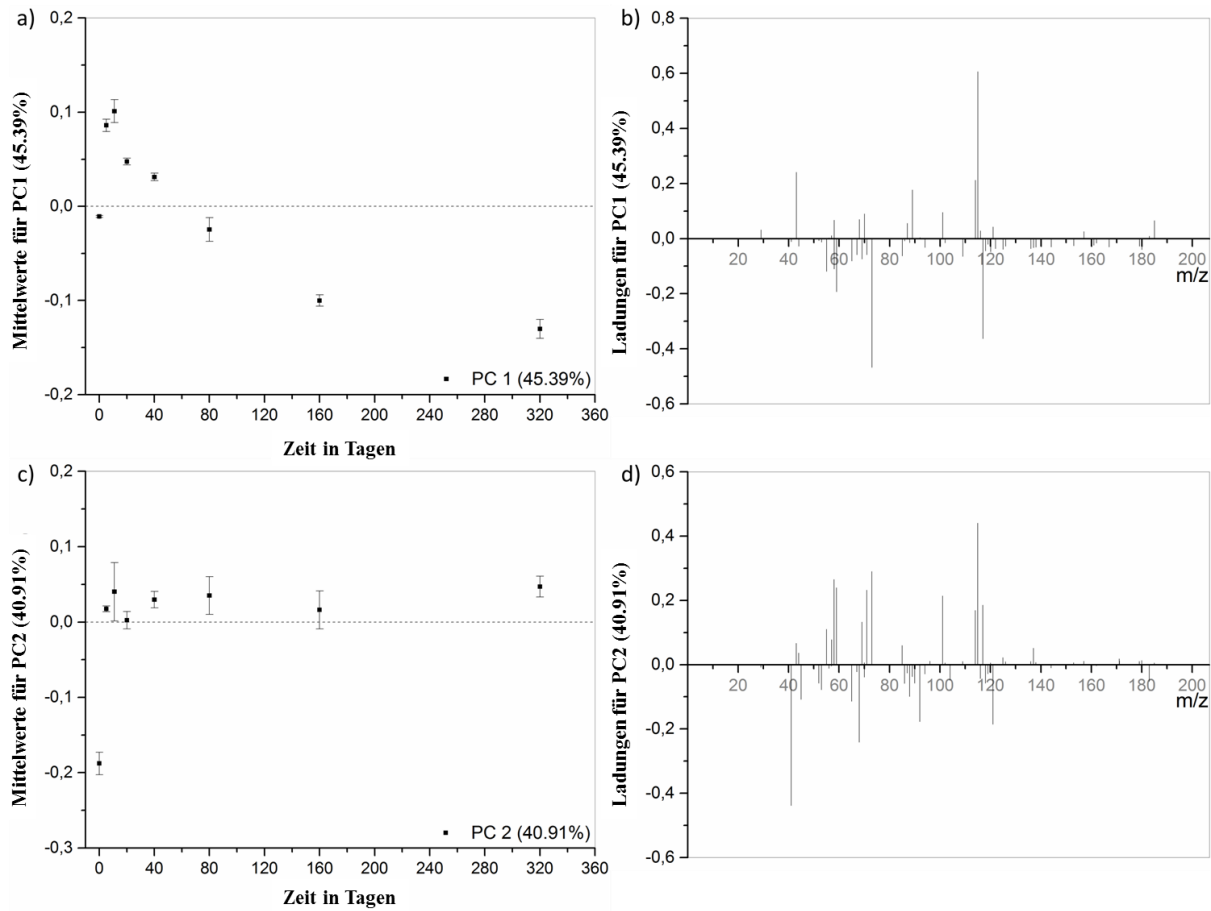 a)
Mittelwerte für PC1 (45.39%)
0,2
0,1
0,0
-0,1
-0,2
PC 1 (45.39%)
0 40 80 120 160 200 240 280 320 360
Zeit in Tagen
b)
Ladungen für PC1 (45.39%)
0,8
0,6
0,4
0,2
0,0
-0,2
-0,4
-0,6
20 40 60 80 100 120 140 160 180 200
m/z
c)
Mittelwerte für PC2 (40.91%)
0,2
0,1
0,0
-0,1
-0,2
-0,3
PC 2 (40.91%)
0 40 80 120 160 200 240 280 320 360
Zeit in Tagen
d)
Ladungen für PC2 (40.91%)
0,6
0,4
0,2
0,0
-0,2
-0,4
-0,6
20 40 60 80 100 120 140 160 180 200
m/z